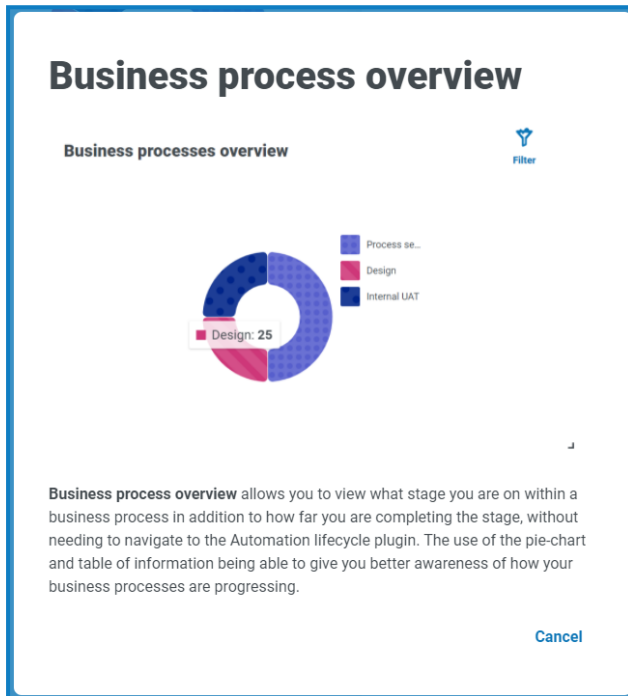 Business process overview
Business processes overview
Filter
Process se...
Design
Internal UAT
Design: 25
Business process overview allows you to view what stage you are on within a
business process in addition to how far you are completing the stage, without
needing to navigate to the Automation lifecycle plugin. The use of the pie-chart
and table of information being able to give you better awareness of how your
business processes are progressing.
Cancel